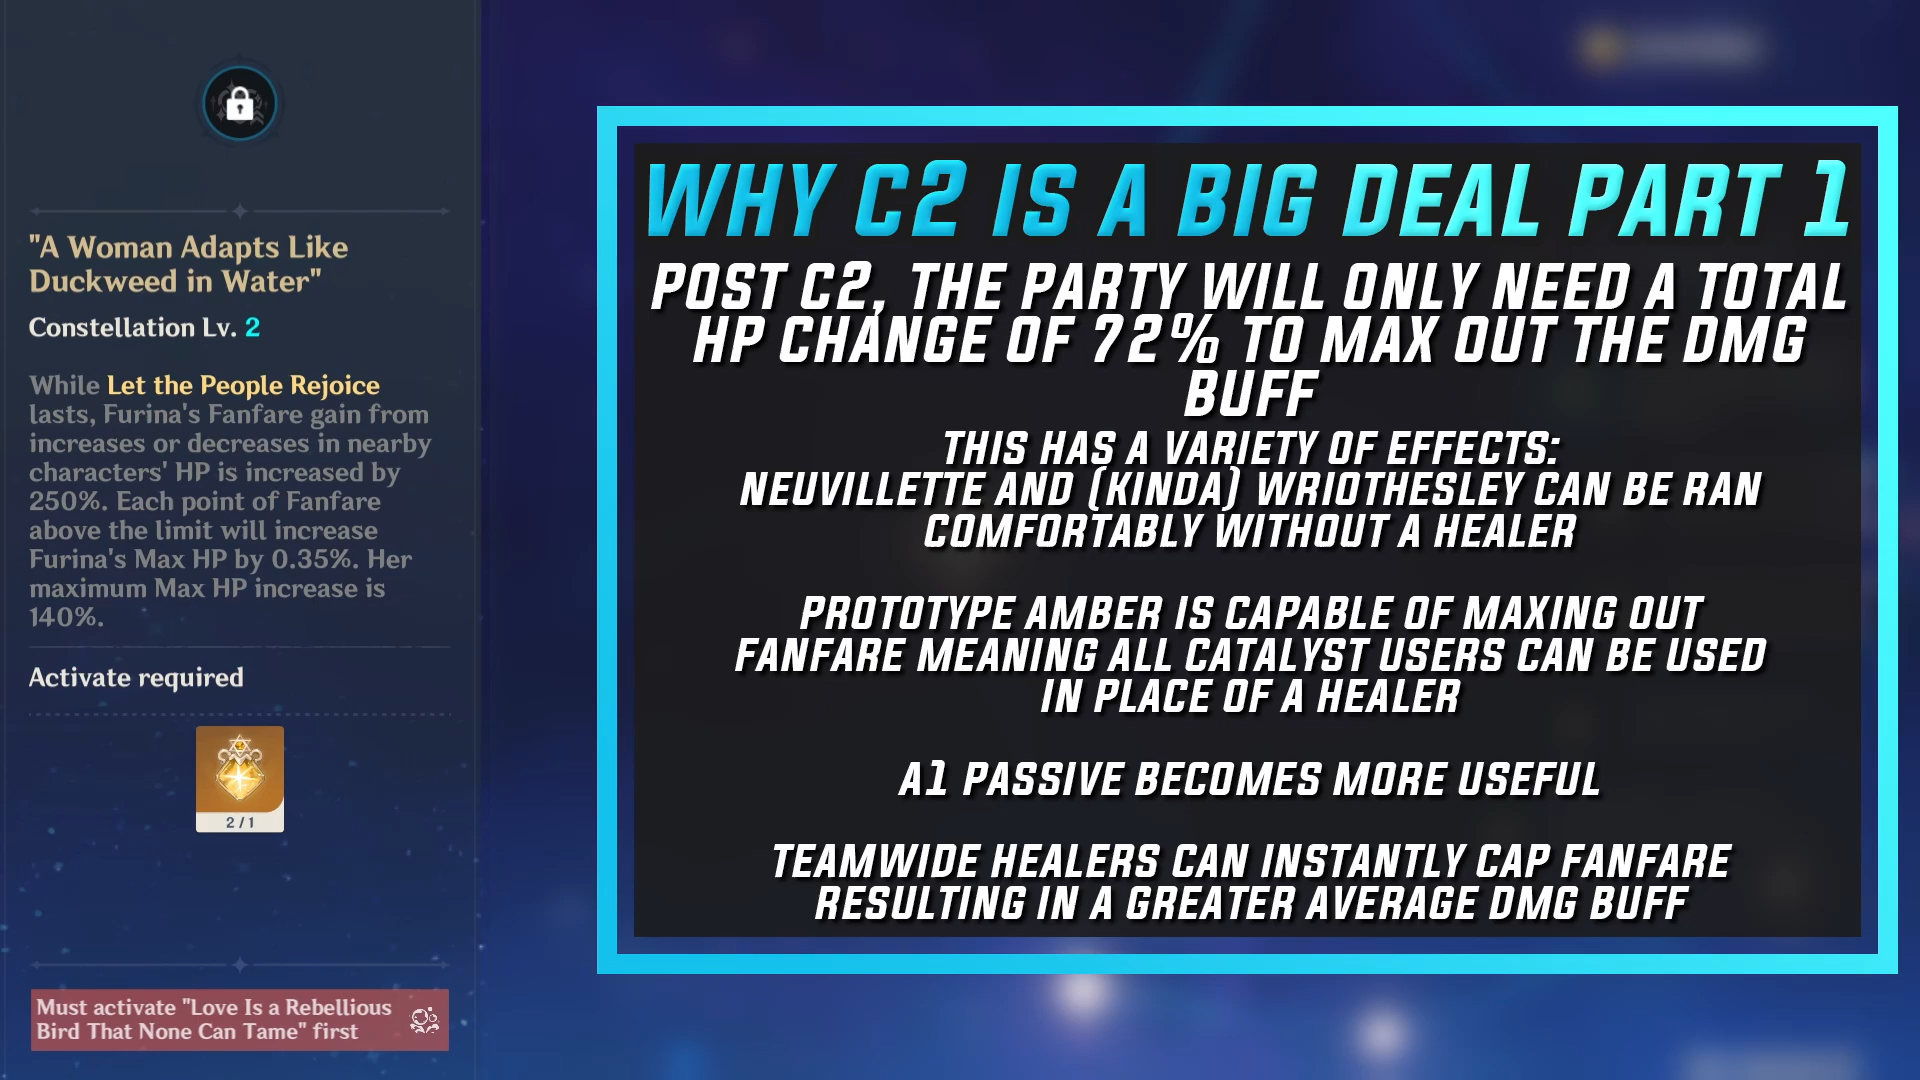 "A Woman Adapts Like
Duckweed in Water"
Constellation Lv. 2
While Let the People Rejoice
lasts, Furina's Fanfare gain from
increases or decreases in nearby
characters' HP is increased by
250%. Each point of Fanfare
above the limit will increase
Furina's Max HP by 0.35%. Her
maximum Max HP increase is
140%.
Activate required
2/1
Must activate "Love Is a Rebellious
Bird That None Can Tame" first
WHY C2 IS A BIG DEAL PART 1
POST C2, THE PARTY WILL ONLY NEED A TOTAL
HP CHANGE OF 72% TO MAX OUT THE DMG
BUFF
THIS HAS A VARIETY OF EFFECTS:
NEUVILLETTE AND (KINDA) WRIOTHESLEY CAN BE RAN
COMFORTABLY WITHOUT A HEALER
PROTOTYPE AMBER IS CAPABLE OF MAXING OUT
FANFARE MEANING ALL CATALYST USERS CAN BE USED
IN PLACE OF A HEALER
A1 PASSIVE BECOMES MORE USEFUL
TEAMWIDE HEALERS CAN INSTANTLY CAP FANFARE
RESULTING IN A GREATER AVERAGE DMG BUFF